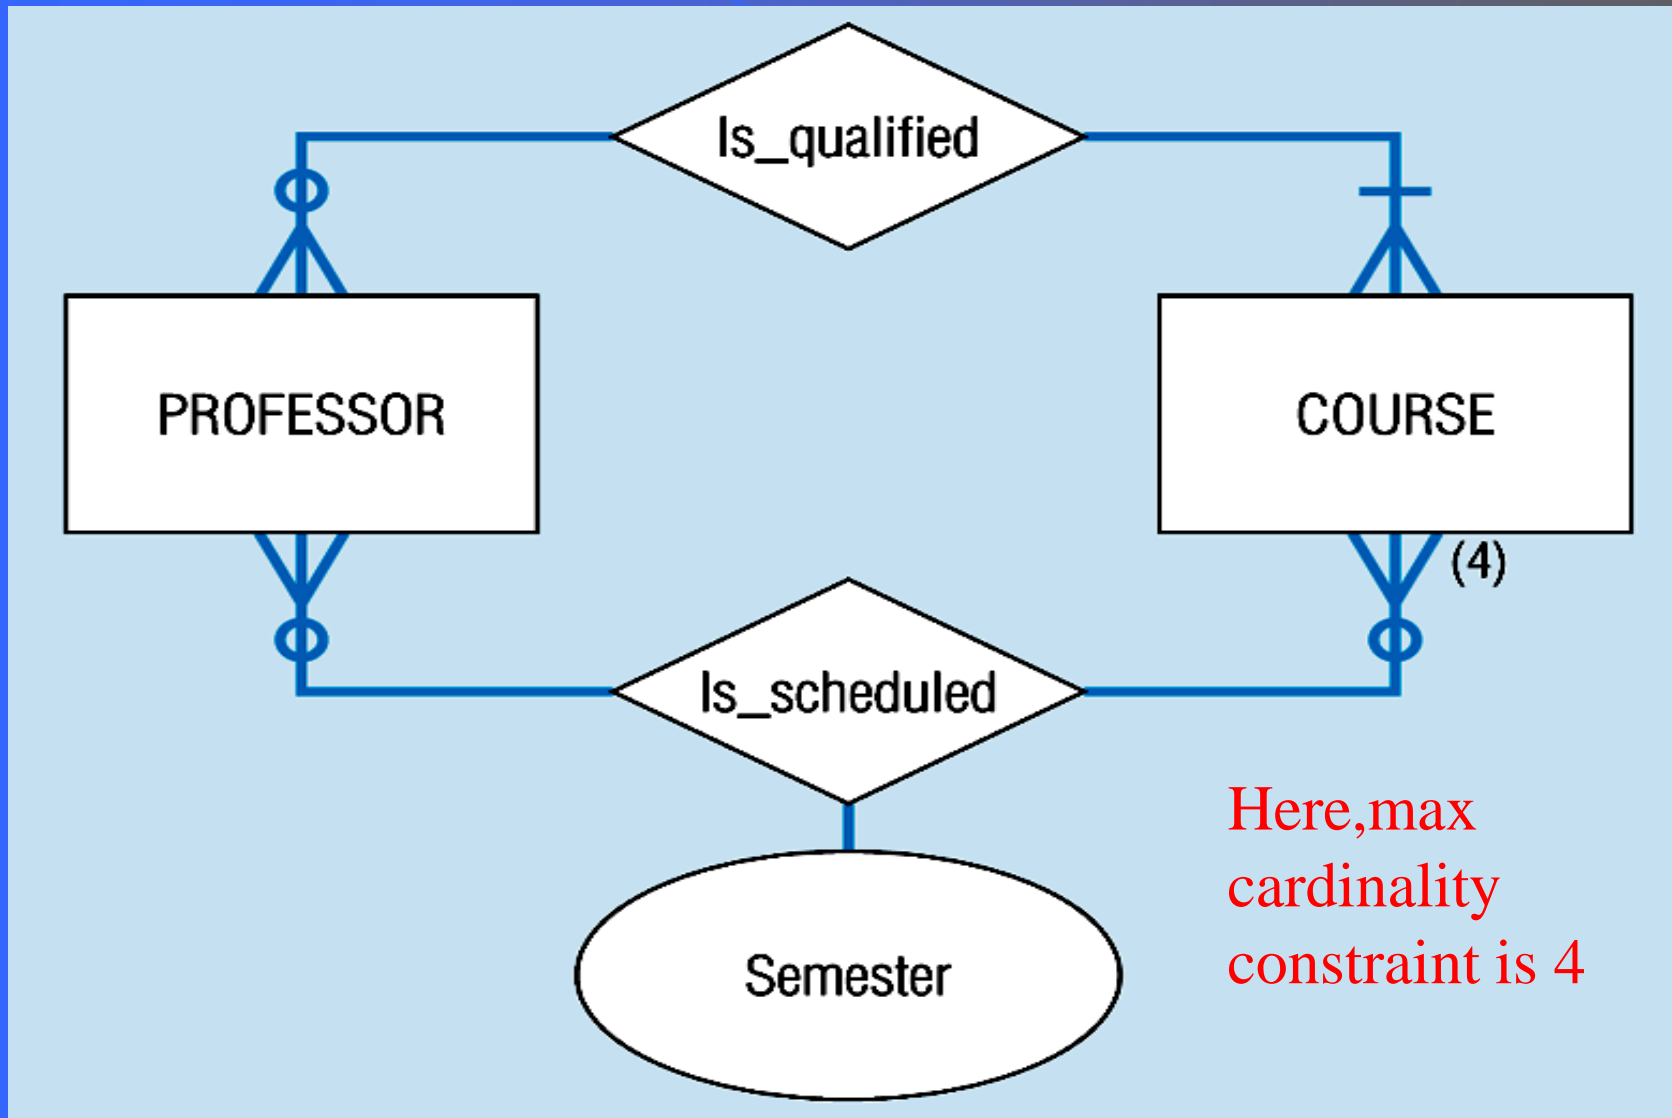 Is_qualified
PROFESSOR
COURSE
(4)
Is_scheduled
Here,max
cardinality
constraint is 4
Semester